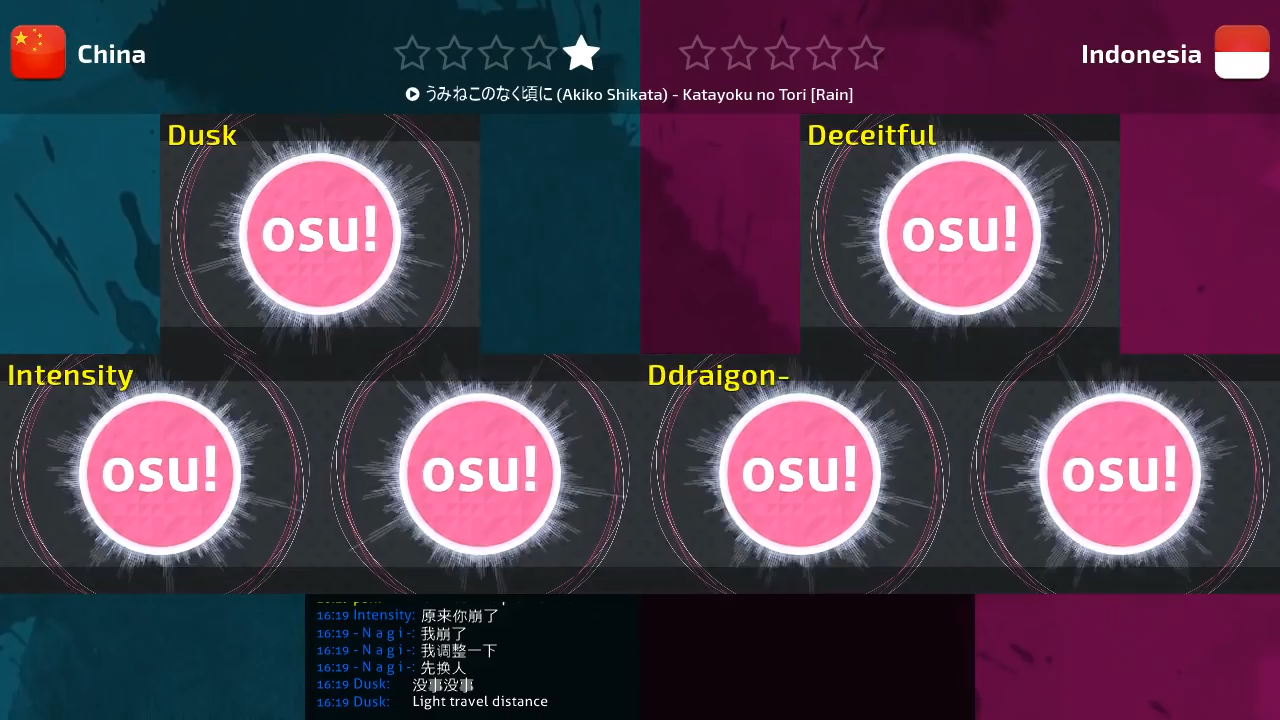 China
Indonesia
うみねこのなく頃に (Akiko Shikata) - Katayoku no Tori [Rain]
Dusk
Deceitful
osu!
osu!
Intensity
Ddraigon-
osu!
osu!
osu!
osu!
16:19 Intensity: 原来你崩了
16:19 - N a g i -: 我崩了
16:19 - N a g i -: 我调整一下
16:19 - N a g i -: 先换人
16:19 Dusk: 没事没事
16:19 Dusk: Light travel distance